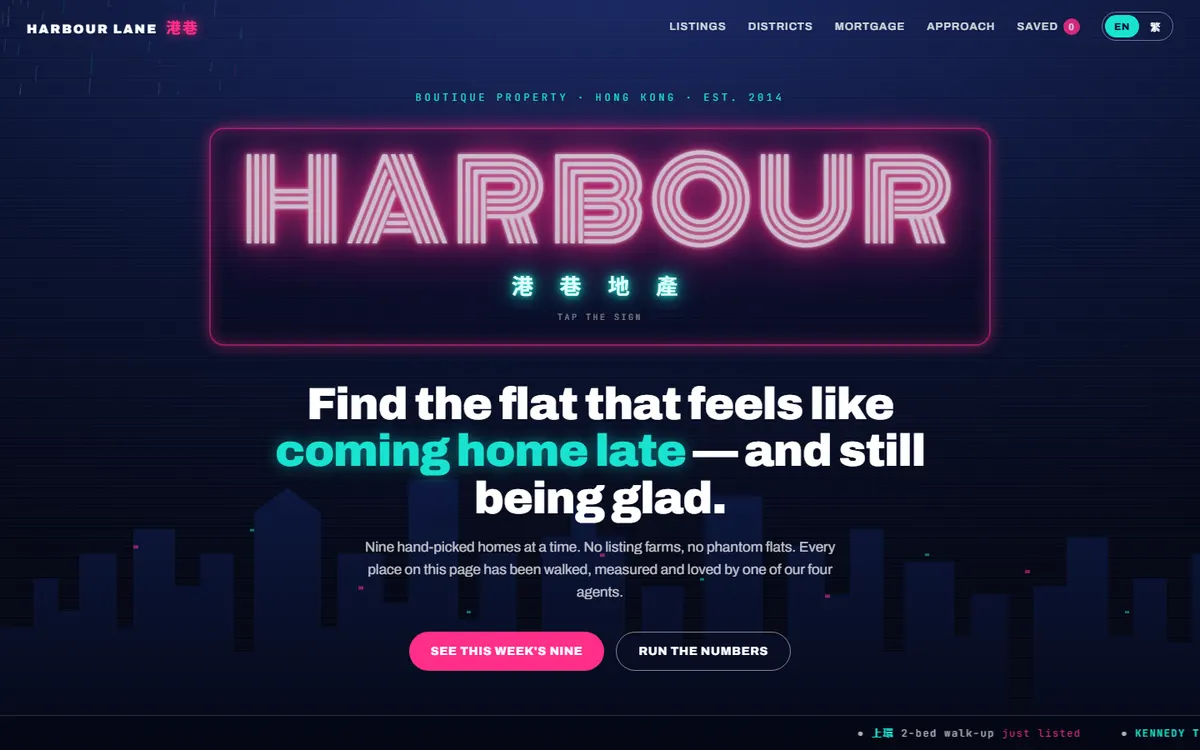 HARBOUR LANE 港巷
LISTINGS DISTRICTS MORTGAGE APPROACH SAVED 0 EN 繁
BOUTIQUE PROPERTY · HONG KONG · EST. 2014
HARBOUR
港巷地產
TAP THE SIGN
Find the flat that feels like
coming home late — and still
being glad.
Nine hand-picked homes at a time. No listing farms, no phantom flats. Every
place on this page has been walked, measured and loved by one of our four
agents.
SEE THIS WEEK'S NINE RUN THE NUMBERS
• 上環 2-bed walk-up just listed • KENNEDY T